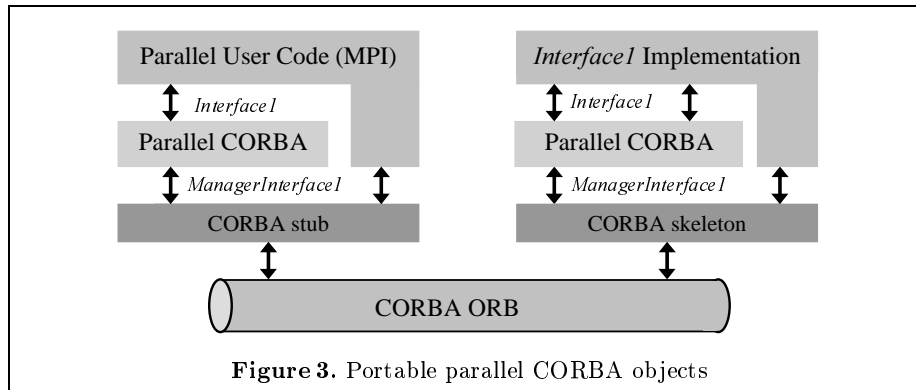 Parallel User Code (MPI)
Interface1 Implementation
Interface1
Interface1
Parallel CORBA
Parallel CORBA
ManagerInterface1
ManagerInterface1
CORBA stub
CORBA skeleton
CORBA ORB
Figure 3. Portable parallel CORBA objects